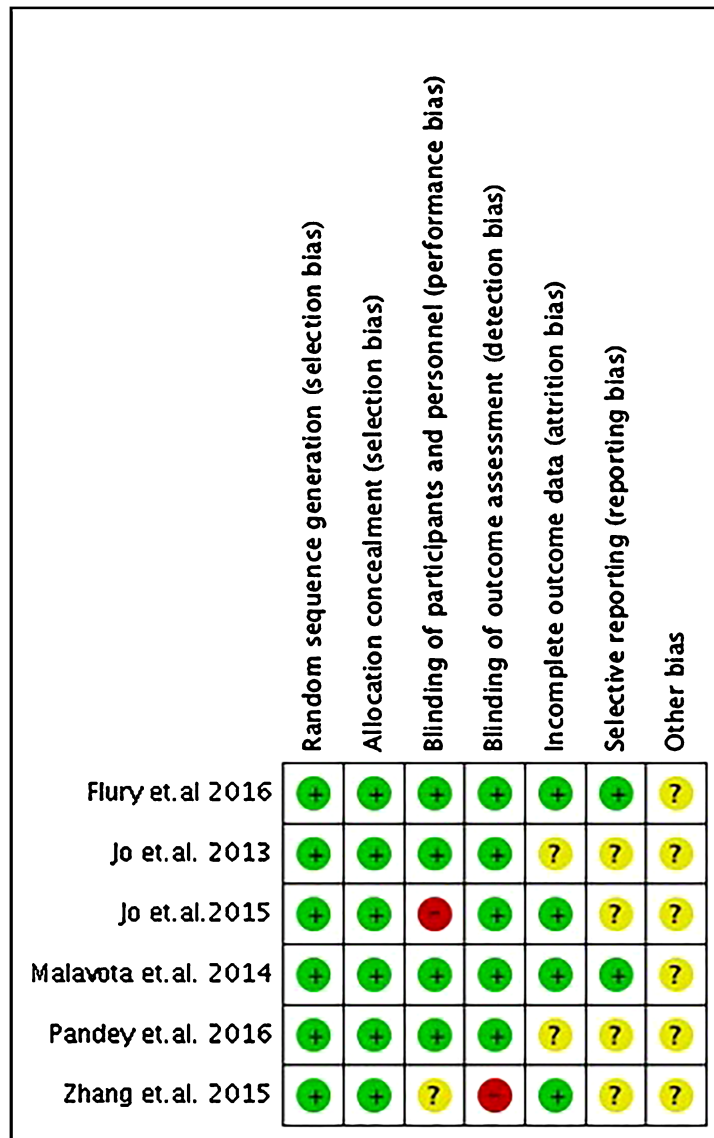 Random sequence generation (selection bias)
Allocation concealment (selection bias)
Blinding of participants and personnel (performance bias)
Blinding of outcome assessment (detection bias)
Incomplete outcome data (attrition bias)
Selective reporting (reporting bias)
Other bias
Flury et.al 2016 + + + + + + ?
Jo et.al. 2013 + + + + ? ? ?
Jo et.al.2015 + + - + + ? ?
Malavota et.al. 2014 + + + + + + ?
Pandey et.al. 2016 + + + + ? ? ?
Zhang et.al. 2015 + + ? - + ? ?